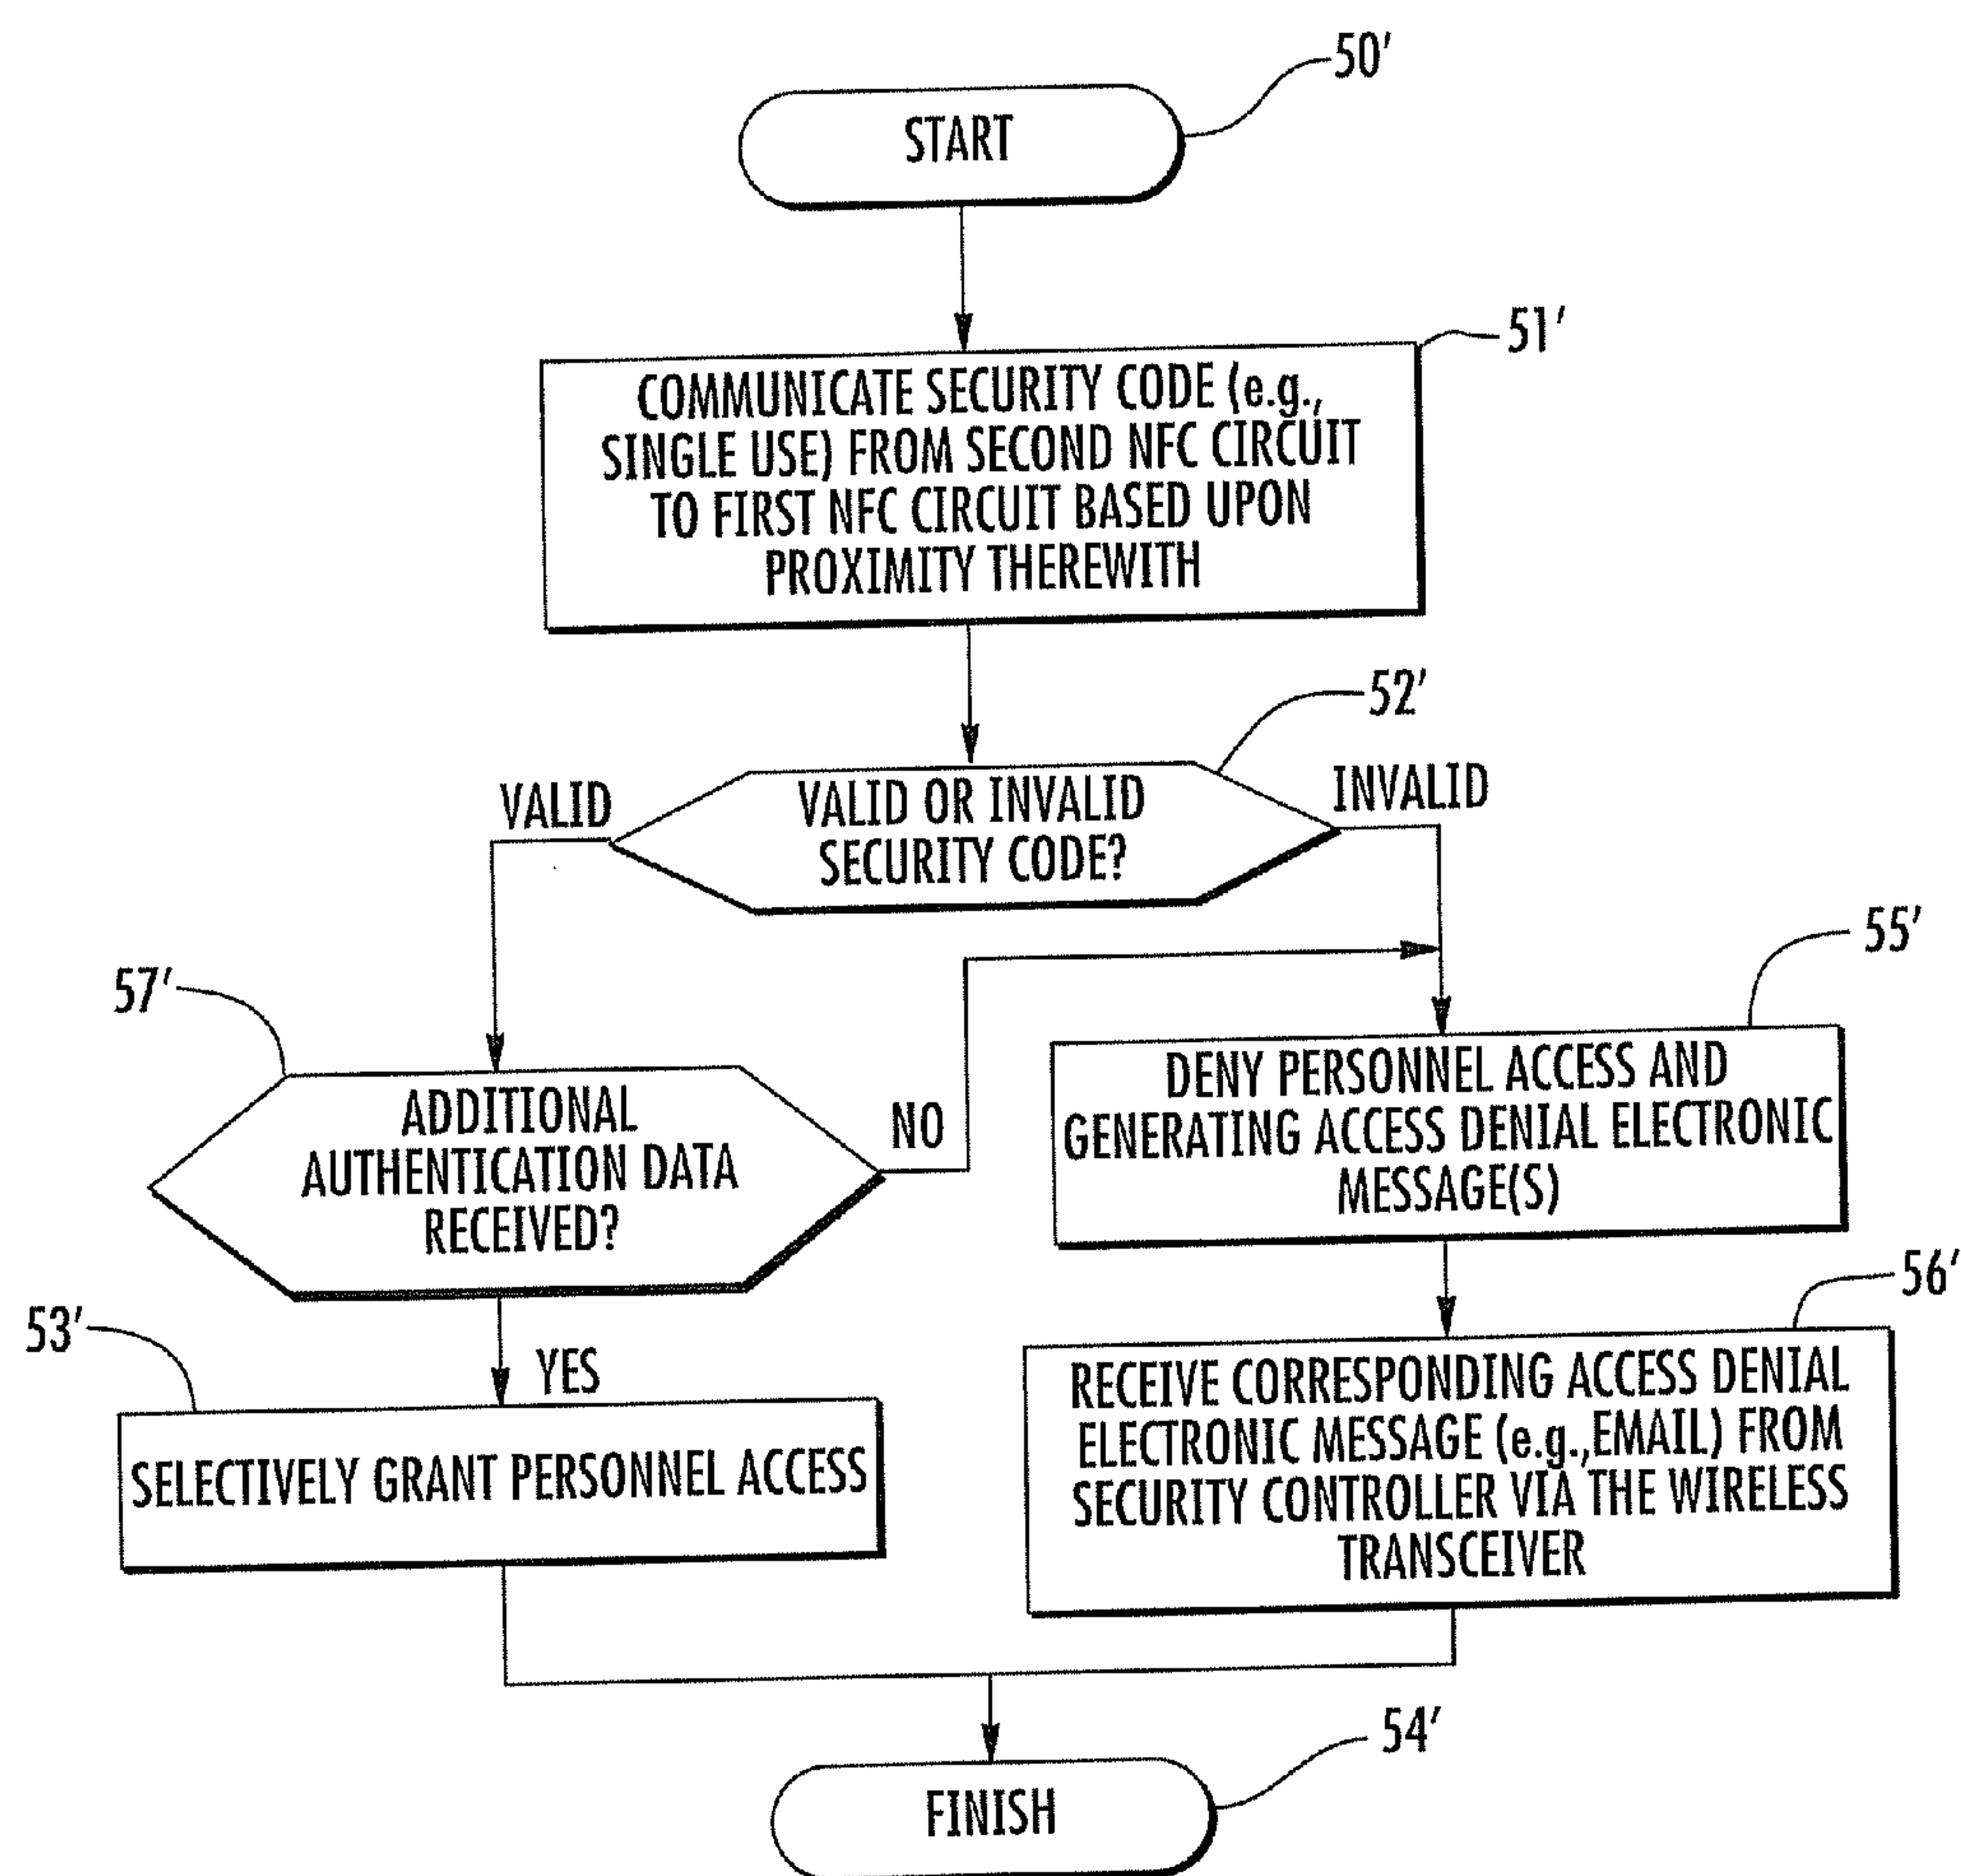 50'
START
51'
COMMUNICATE SECURITY CODE (e.g.,
SINGLE USE) FROM SECOND NFC CIRCUIT
TO FIRST NFC CIRCUIT BASED UPON
PROXIMITY THEREWITH
52'
VALID
VALID OR INVALID
SECURITY CODE?
INVALID
55'
57'
ADDITIONAL
AUTHENTICATION DATA
RECEIVED?
NO
DENY PERSONNEL ACCESS AND
GENERATING ACCESS DENIAL ELECTRONIC
MESSAGE(S)
56'
53'
YES
SELECTIVELY GRANT PERSONNEL ACCESS
RECEIVE CORRESPONDING ACCESS DENIAL
ELECTRONIC MESSAGE (e.g.,EMAIL) FROM
SECURITY CONTROLLER VIA THE WIRELESS
TRANSCEIVER
54'
FINISH